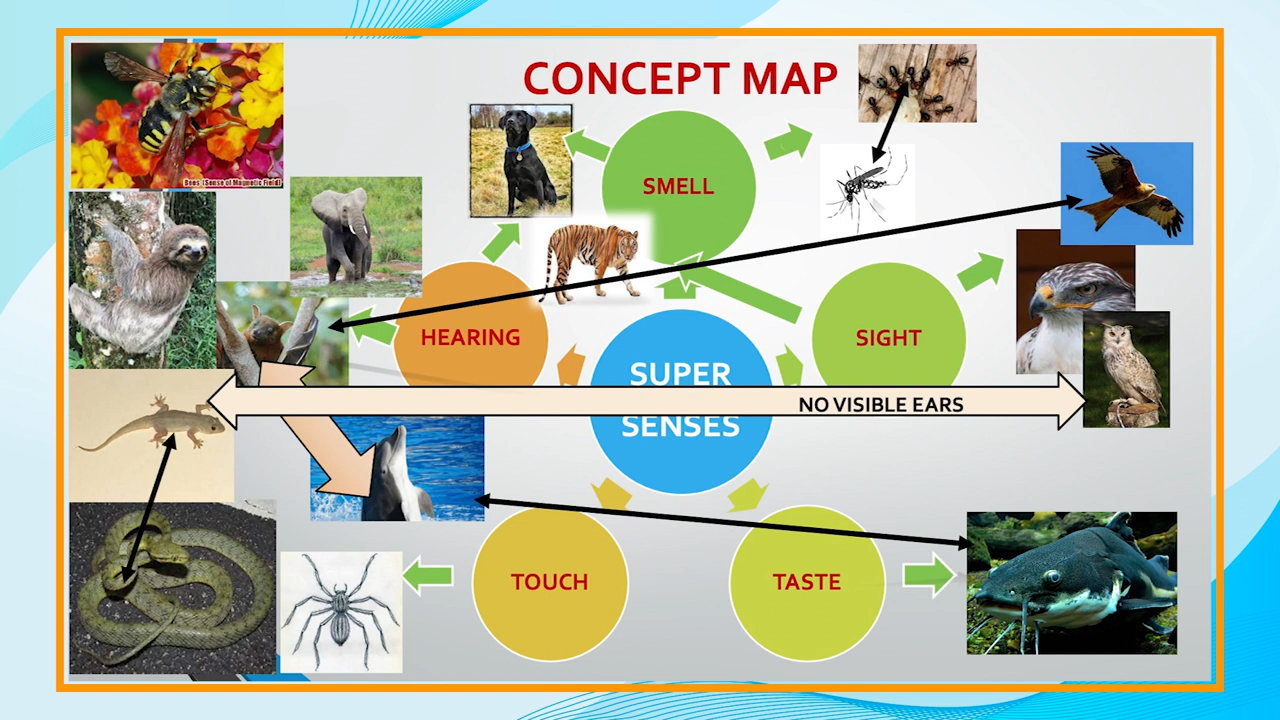 CONCEPT MAP
Bees (Sense of Magnetic Field)
SMELL
HEARING
SIGHT
SUPER
SENSES
NO VISIBLE EARS
TOUCH
TASTE